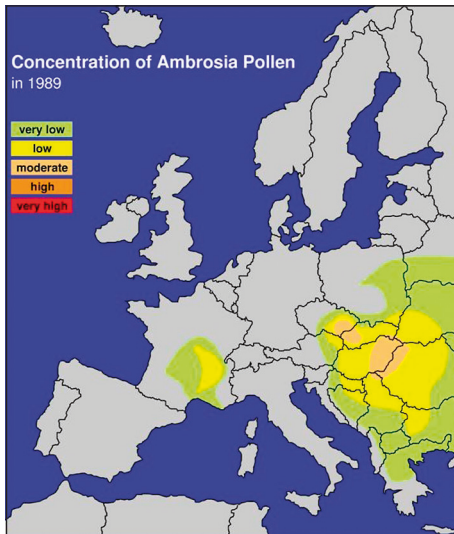 Concentration of Ambrosia Pollen
in 1989
very low
low
moderate
high
very high